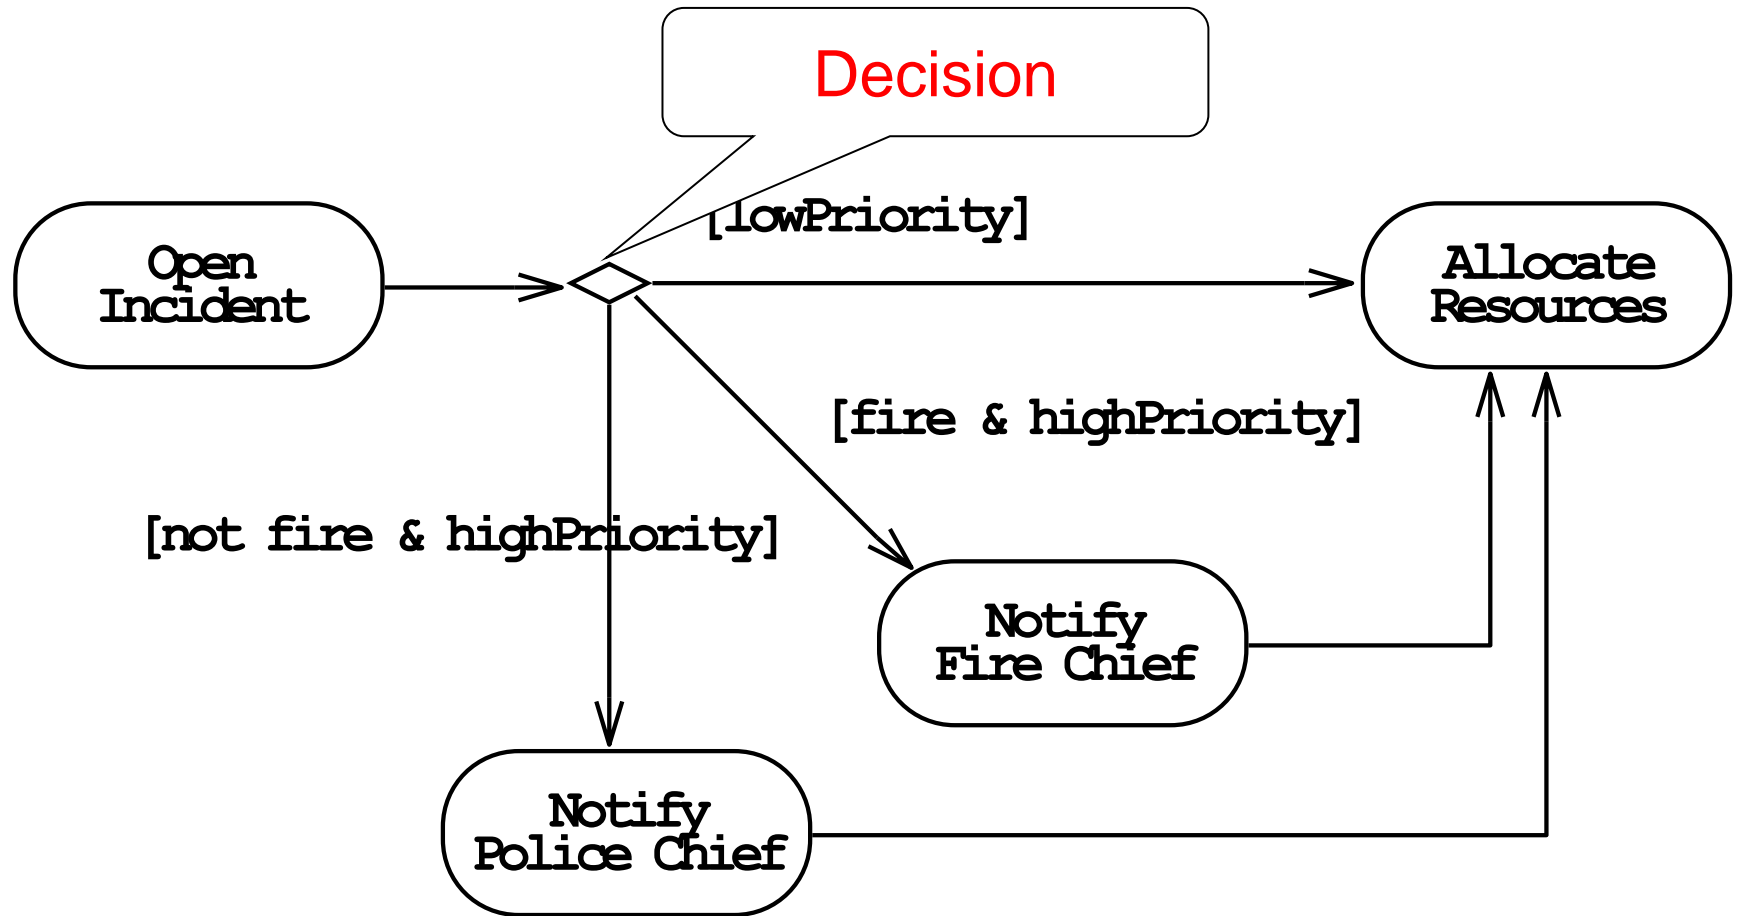 Decision
[lowPriority]
Open
Incident
Allocate
Resources
[fire & highPriority]
[not fire & highPriority]
Notify
Fire Chief
Notify
Police Chief